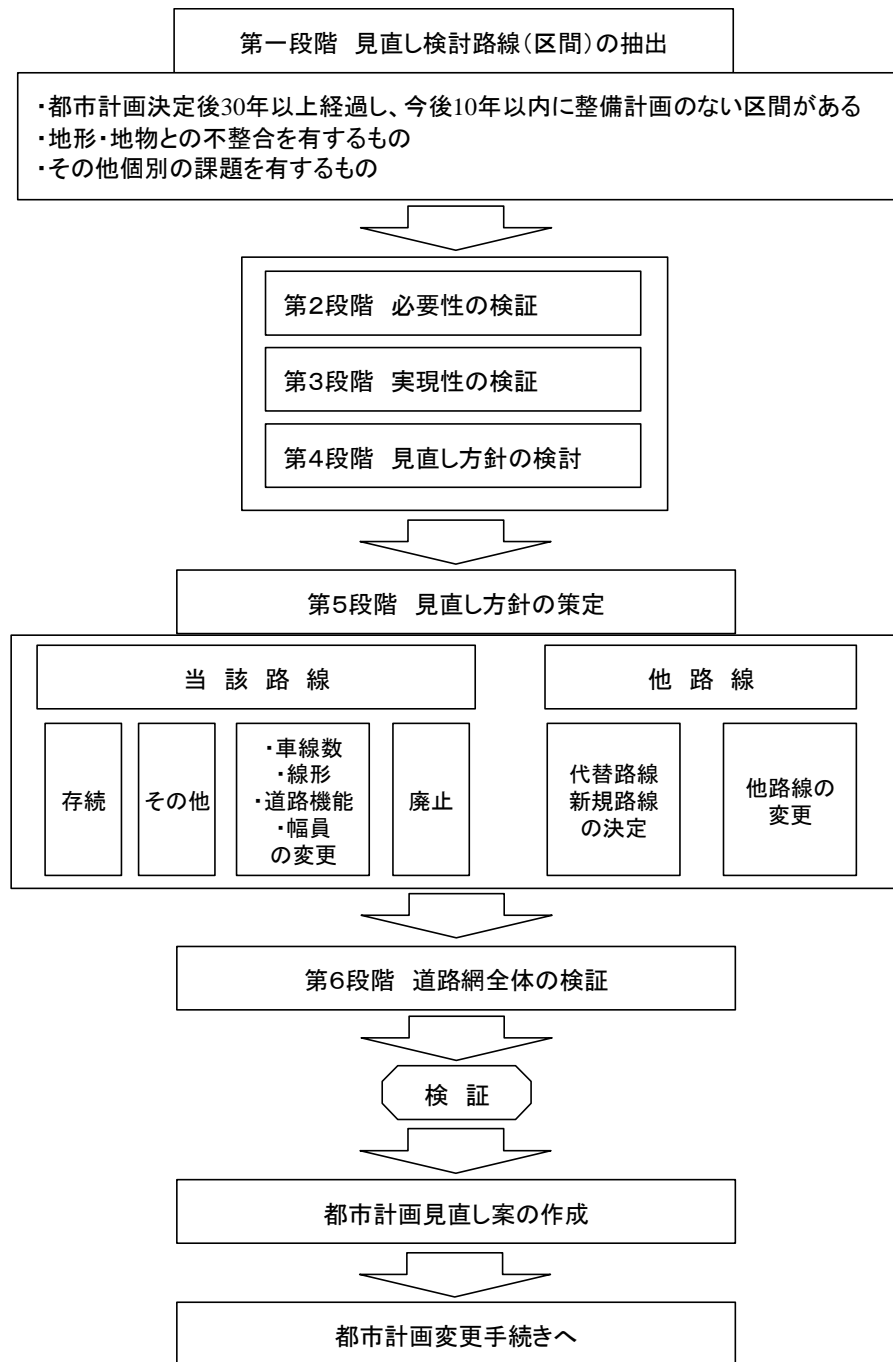 第一段階 見直し検討路線(区間)の抽出
・都市計画決定後30年以上経過し、今後10年以内に整備計画のない区間がある
・地形・地物との不整合を有するもの
・その他個別の課題を有するもの
第2段階 必要性の検証
第3段階 実現性の検証
第4段階 見直し方針の検討
第5段階 見直し方針の策定
当 該 路 線
他 路 線
存続
その他
・車線数
・線形
・道路機能
・幅員
の変更
廃止
代替路線
新規路線
の決定
他路線の
変更
第6段階 道路網全体の検証
検 証
都市計画見直し案の作成
都市計画変更手続きへ